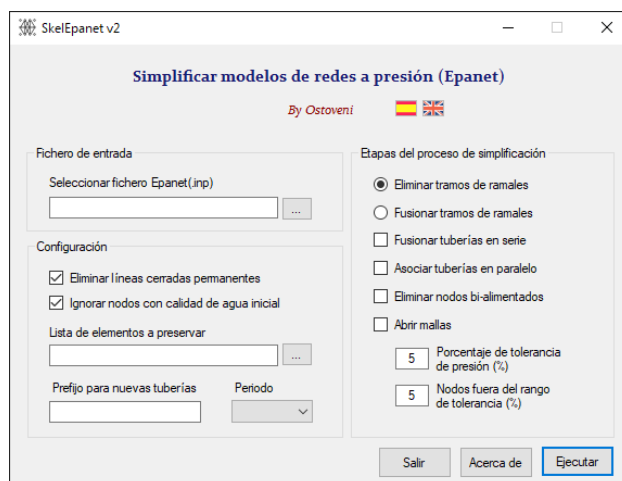 SkelEpanet v2
Simplificar modelos de redes a presión (Epanet)
By Ostoveni
Fichero de entrada
Seleccionar fichero Epanet(.inp)
...
Configuración
Eliminar líneas cerradas permanentes
Ignorar nodos con calidad de agua inicial
Lista de elementos a preservar
...
Prefijo para nuevas tuberías
Periodo
Etapas del proceso de simplificación
Eliminar tramos de ramales
Fusionar tramos de ramales
Fusionar tuberías en serie
Asociar tuberías en paralelo
Eliminar nodos bi-alimentados
Abrir mallas
5
Porcentaje de tolerancia
de presión (%)
5
Nodos fuera del rango
de tolerancia (%)
Salir
Acerca de
Ejecutar